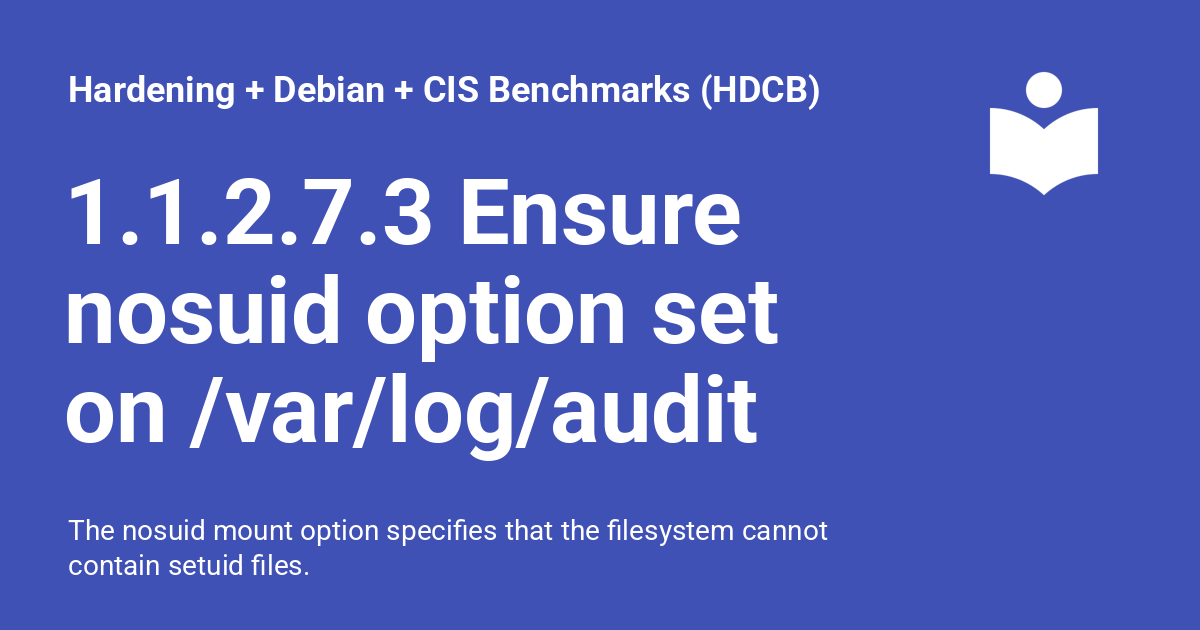 Hardening + Debian + CIS Benchmarks (HDCB)
1.1.2.7.3 Ensure
nosuid option set
on /var/log/audit
The nosuid mount option specifies that the filesystem cannot
contain setuid files.